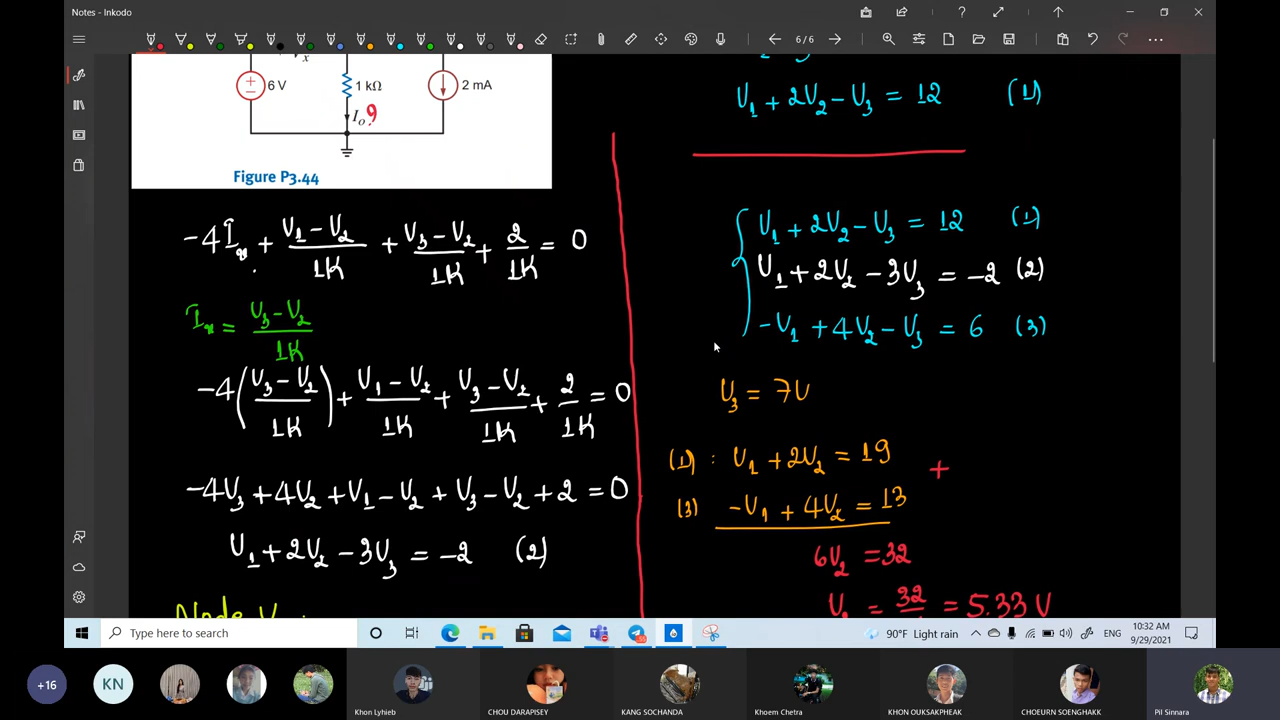 Notes - Inkodo
6/6
6 V
Vx
1 kΩ
2 mA
Io ?
Figure P3.44
-4Ix + (V1 - V2)/1K + (V3 - V2)/1K + 2/1K = 0
Ix = (V3 - V2)/1K
-4((V3 - V2)/1K) + (V1 - V2)/1K + (V3 - V2)/1K + 2/1K = 0
-4V3 + 4V2 + V1 - V2 + V3 - V2 + 2 = 0
V1 + 2V2 - 3V3 = -2 (2)
V1 + 2V2 - V3 = 12 (1)
V1 + 2V2 - V3 = 12 (1)
V1 + 2V2 - 3V3 = -2 (2)
-V1 + 4V2 - V3 = 6 (3)
V3 = 7V
(1) : V1 + 2V2 = 19
+
(3) -V1 + 4V2 = 13
6V2 = 32
= 32 = 5.33 V
Type here to search
90°F Light rain
ENG
10:32 AM
9/29/2021
+16
KN
Khon Lyhieb
CHOU DARAPISEY
KANG SOCHANDA
Khoem Chetra
KHON OUKSAKPHEAK
CHOEURN SOENGHAKK
Pil Sinnara